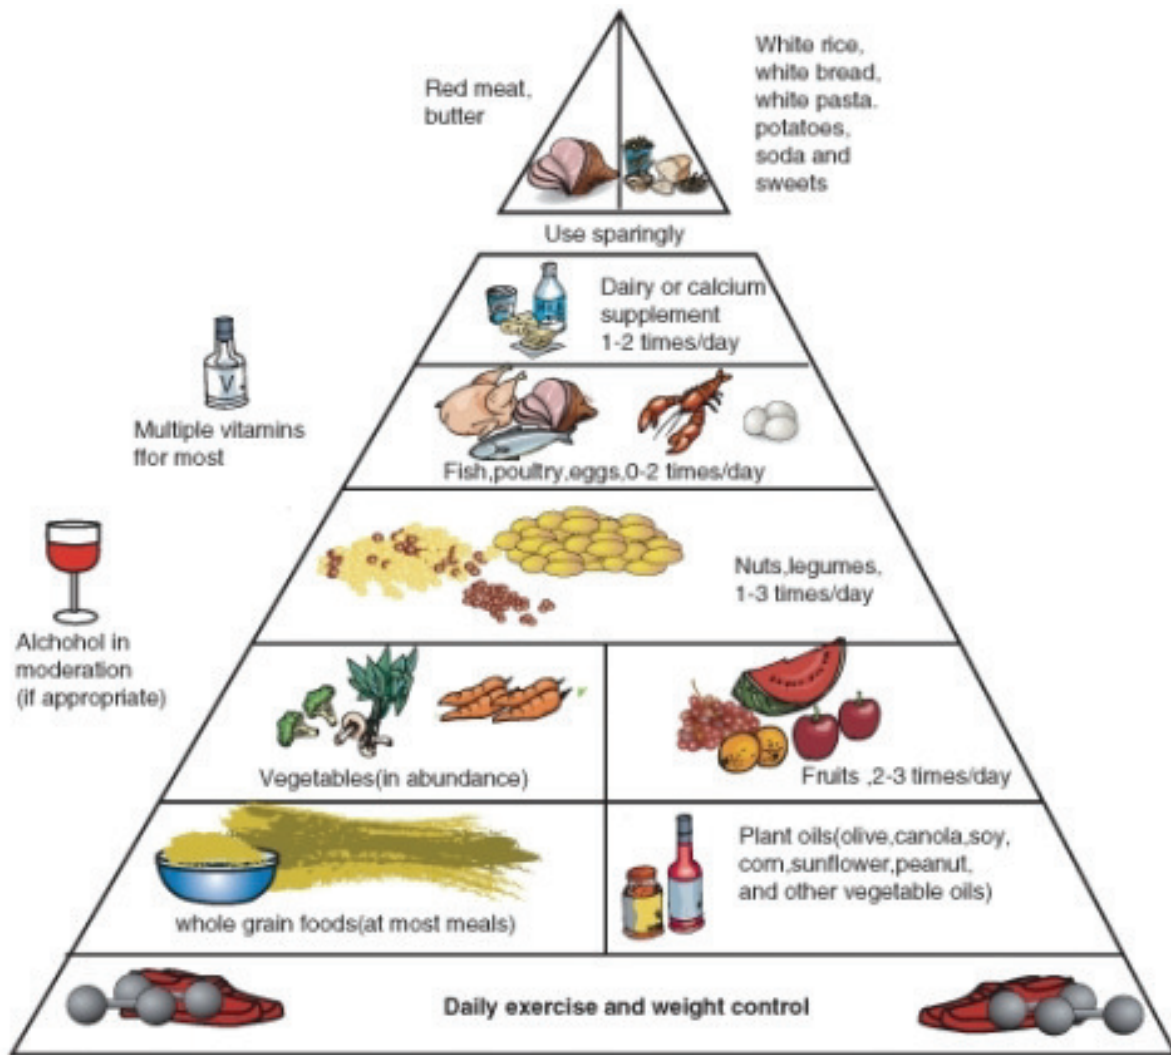 Red meat,
butter
White rice,
white bread,
white pasta.
potatoes,
soda and
sweets
Use sparingly
Dairy or calcium
supplement
1-2 times/day
V
Multiple vitamins
ffor most
Fish,poultry,eggs,0-2 times/day
Nuts,legumes,
1-3 times/day
Alchohol in
moderation
(if appropriate)
Vegetables(in abundance)
Fruits ,2-3 times/day
whole grain foods(at most meals)
Plant oils(olive,canola,soy,
corn,sunflower,peanut,
and other vegetable oils)
Daily exercise and weight control